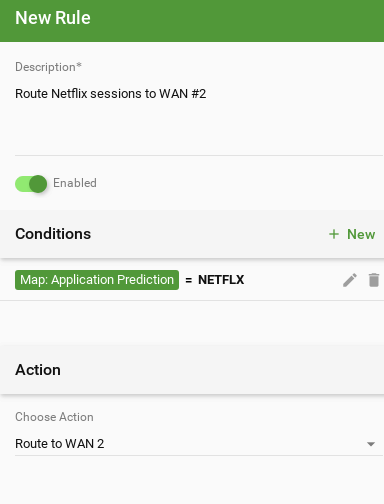 New Rule
Description*
Route Netflix sessions to WAN #2
Enabled
Conditions
+ New
Map: Application Prediction = NETFLX
Action
Choose Action
Route to WAN 2